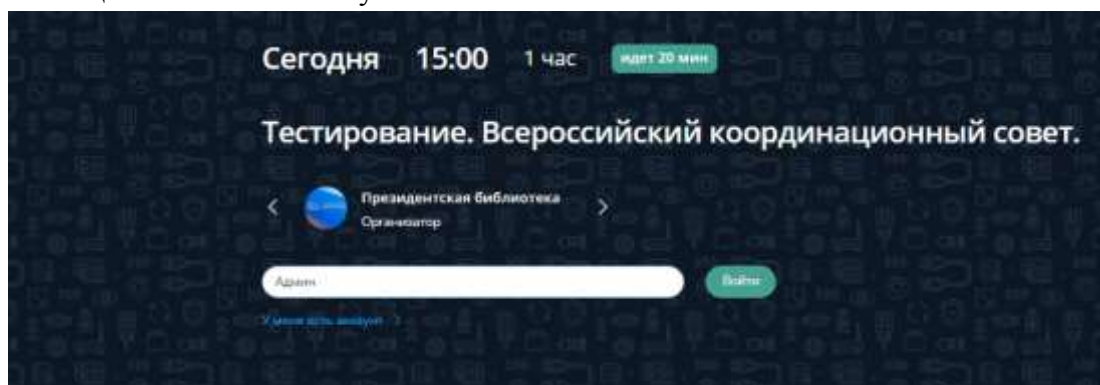 Сегодня 15:00 1 час идет 20 мин
Тестирование. Всероссийский координационный совет.
Президентская библиотека
Организатор
Админ Войти
У меня есть аккаунт